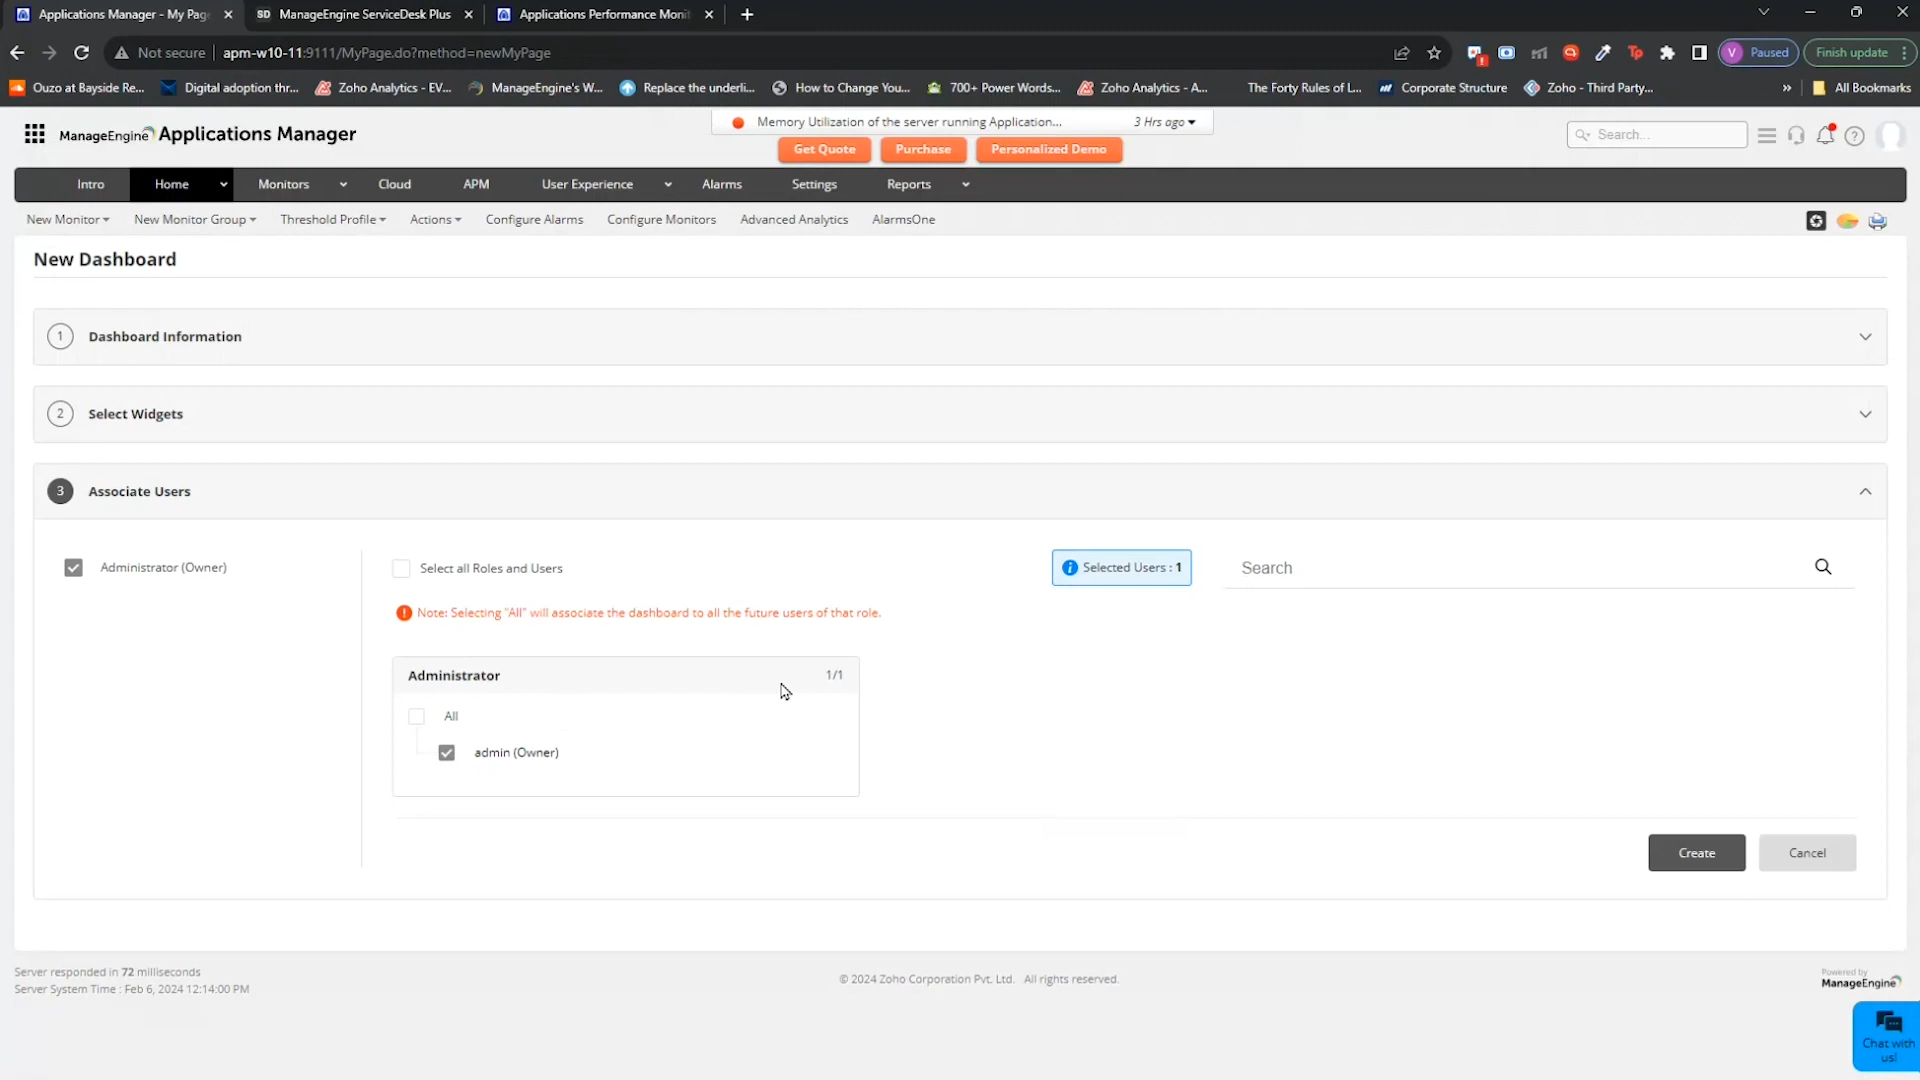 Applications Manager - My Pag
ManageEngine ServiceDesk Plus
Applications Performance Monit
Not secure
apm-w10-11:9111/MyPage.do?method=newMyPage
V
Paused
Finish update
Ouzo at Bayside Re...
Digital adoption thr...
Zoho Analytics - EV...
ManageEngine's W...
Replace the underli...
How to Change You...
700+ Power Words...
Zoho Analytics - A...
The Forty Rules of L...
Corporate Structure
Zoho - Third Party...
»
All Bookmarks
ManageEngine Applications Manager
Memory Utilization of the server running Application...
3 Hrs ago
Get Quote
Purchase
Personalized Demo
Search...
Intro
Home
Monitors
Cloud
APM
User Experience
Alarms
Settings
Reports
New Monitor
New Monitor Group
Threshold Profile
Actions
Configure Alarms
Configure Monitors
Advanced Analytics
AlarmsOne
New Dashboard
1 Dashboard Information
2 Select Widgets
3 Associate Users
Administrator (Owner)
Select all Roles and Users
Selected Users : 1
Search
Note: Selecting "All" will associate the dashboard to all the future users of that role.
Administrator
1/1
All
admin (Owner)
Create
Cancel
Server responded in 72 milliseconds
Server System Time : Feb 6, 2024 12:14:00 PM
© 2024 Zoho Corporation Pvt. Ltd. All rights reserved.
Powered by
ManageEngine
Chat with
us!